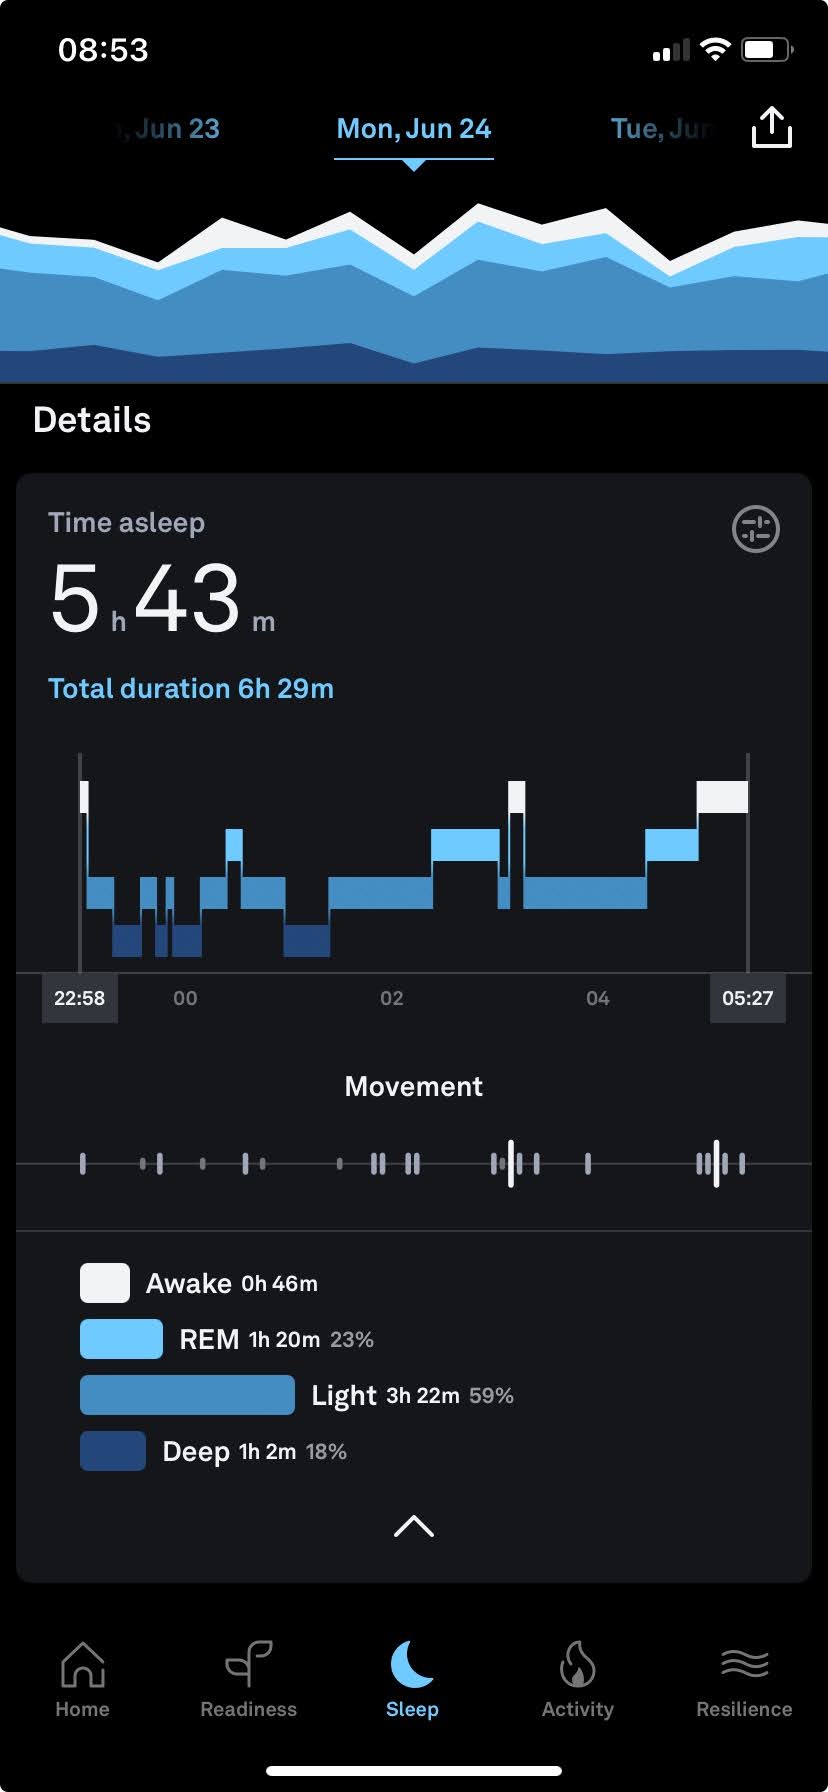 08:53
Jun 23 Mon, Jun 24 Tue,
Details
Time asleep
5 h 43 m
Total duration 6h 29m
22:58 00 02 04 05:27
Movement
Awake 0h 46m
REM 1h 20m 23%
Light 3h 22m 59%
Deep 1h 2m 18%
Home Readiness Sleep Activity Resilience